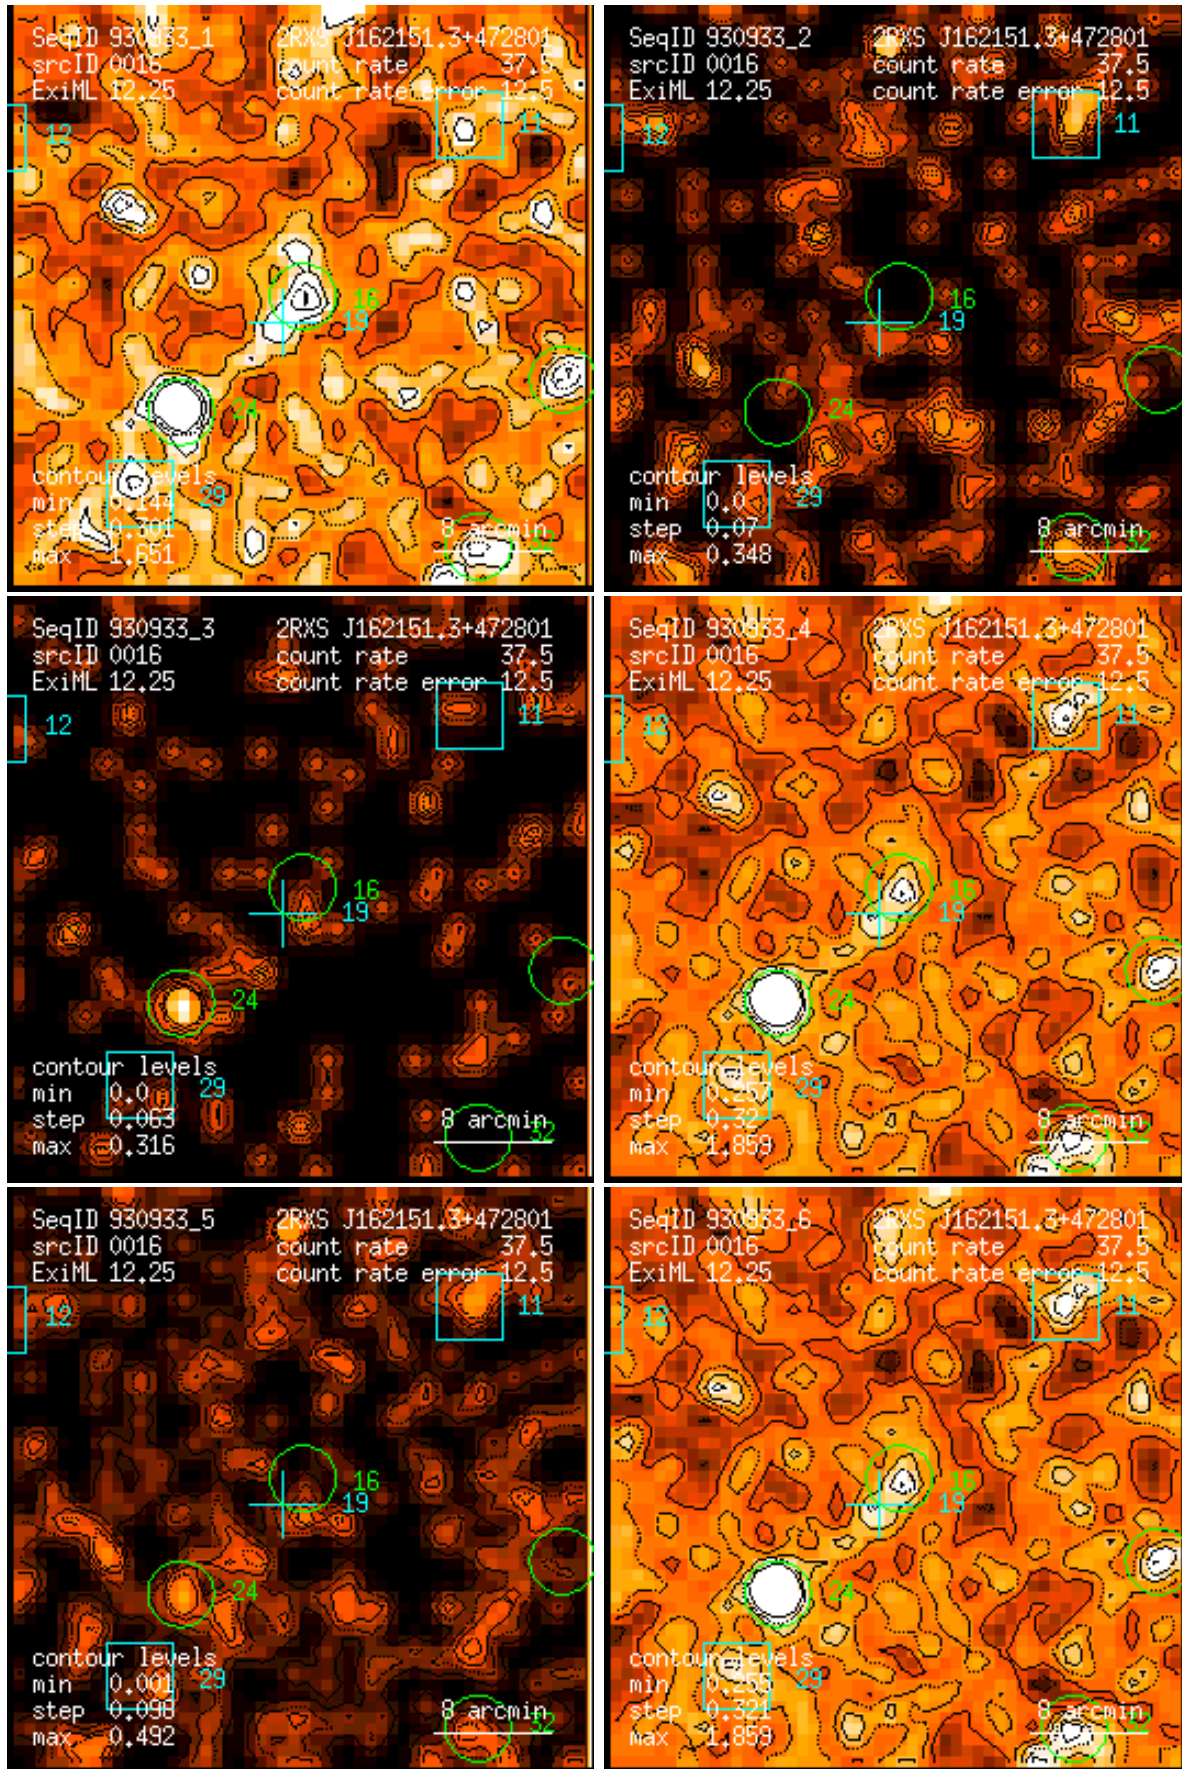 SeqID 930933_1 2RXS J162151.3+472801
srcID 0016 count rate 37.5
ExiML 12.25 count rate error 12.5
12 11
16
19
24
contour levels
29
min 0.144
step 0.301 8 arcmin 32
max 1.651
SeqID 930933_2 2RXS J162151.3+472801
srcID 0016 count rate 37.5
ExiML 12.25 count rate error 12.5
12 11
16
19
24
contour levels
29
min 0.0
step 0.07 8 arcmin 32
max 0.348
SeqID 930933_3 2RXS J162151.3+472801
srcID 0016 count rate 37.5
ExiML 12.25 count rate error 12.5
12 11
16
19
24
contour levels
29
min 0.0
step 0.063 8 arcmin 32
max 0.316
SeqID 930933_4 2RXS J162151.3+472801
srcID 0016 count rate 37.5
ExiML 12.25 count rate error 12.5
12 11
16
19
24
contour levels
29
min 0.257
step 0.32 8 arcmin 32
max 1.859
SeqID 930933_5 2RXS J162151.3+472801
srcID 0016 count rate 37.5
ExiML 12.25 count rate error 12.5
12 11
16
19
24
contour levels
29
min 0.001
step 0.098 8 arcmin 32
max 0.492
SeqID 930933_6 2RXS J162151.3+472801
srcID 0016 count rate 37.5
ExiML 12.25 count rate error 12.5
12 11
16
19
24
contour levels
29
min 0.255
step 0.321 8 arcmin 32
max 1.859